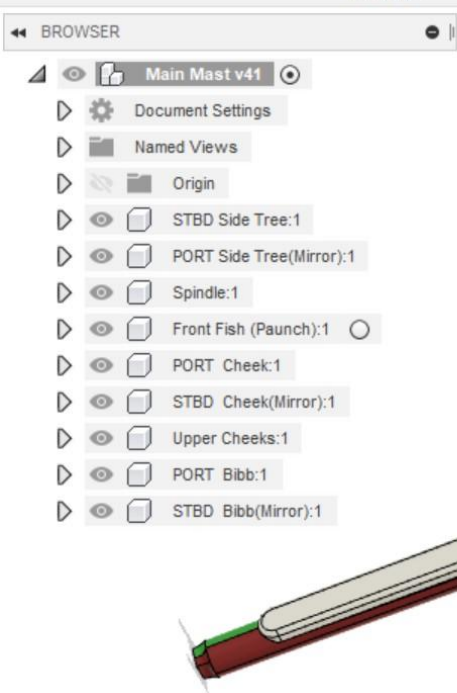 BROWSER
Main Mast v41
Document Settings
Named Views
Origin
STBD Side Tree:1
PORT Side Tree(Mirror):1
Spindle:1
Front Fish (Paunch):1
PORT Cheek:1
STBD Cheek(Mirror):1
Upper Cheeks:1
PORT Bibb:1
STBD Bibb(Mirror):1